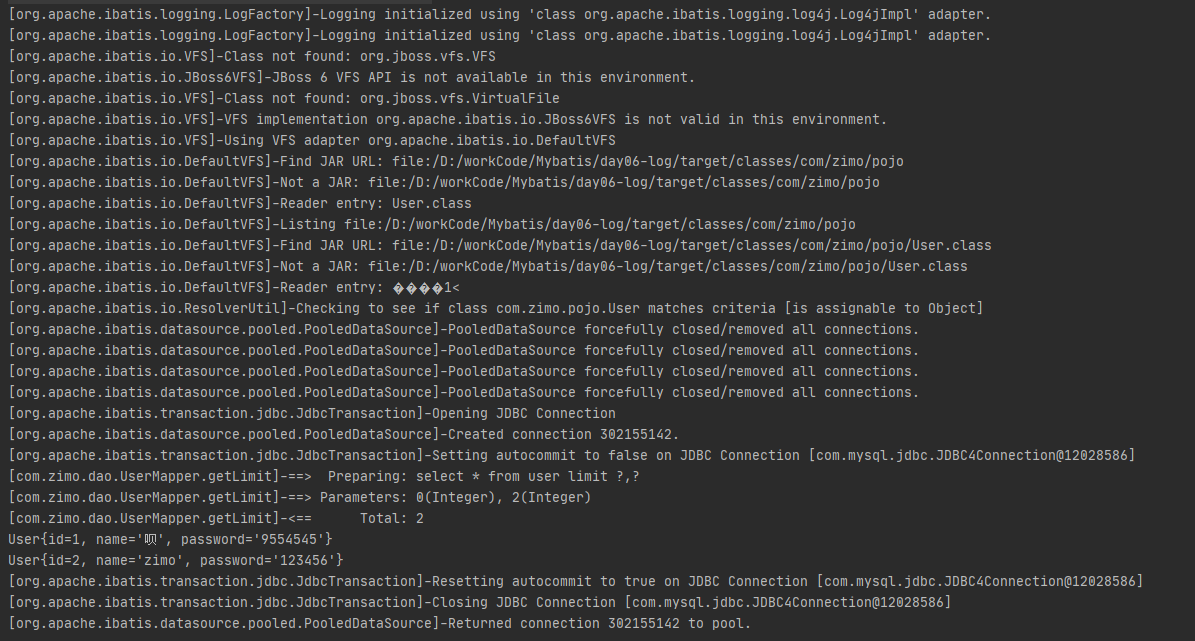 [org.apache.ibatis.logging.LogFactory]-Logging initialized using 'class org.apache.ibatis.logging.log4j.Log4jImpl' adapter.
[org.apache.ibatis.logging.LogFactory]-Logging initialized using 'class org.apache.ibatis.logging.log4j.Log4jImpl' adapter.
[org.apache.ibatis.io.VFS]-Class not found: org.jboss.vfs.VFS
[org.apache.ibatis.io.JBoss6VFS]-JBoss 6 VFS API is not available in this environment.
[org.apache.ibatis.io.VFS]-Class not found: org.jboss.vfs.VirtualFile
[org.apache.ibatis.io.VFS]-VFS implementation org.apache.ibatis.io.JBoss6VFS is not valid in this environment.
[org.apache.ibatis.io.VFS]-Using VFS adapter org.apache.ibatis.io.DefaultVFS
[org.apache.ibatis.io.DefaultVFS]-Find JAR URL: file:/D:/workCode/Mybatis/day06-log/target/classes/com/zimo/pojo
[org.apache.ibatis.io.DefaultVFS]-Not a JAR: file:/D:/workCode/Mybatis/day06-log/target/classes/com/zimo/pojo
[org.apache.ibatis.io.DefaultVFS]-Reader entry: User.class
[org.apache.ibatis.io.DefaultVFS]-Listing file:/D:/workCode/Mybatis/day06-log/target/classes/com/zimo/pojo
[org.apache.ibatis.io.DefaultVFS]-Find JAR URL: file:/D:/workCode/Mybatis/day06-log/target/classes/com/zimo/pojo/User.class
[org.apache.ibatis.io.DefaultVFS]-Not a JAR: file:/D:/workCode/Mybatis/day06-log/target/classes/com/zimo/pojo/User.class
[org.apache.ibatis.io.DefaultVFS]-Reader entry: ����1<
[org.apache.ibatis.io.ResolverUtil]-Checking to see if class com.zimo.pojo.User matches criteria [is assignable to Object]
[org.apache.ibatis.datasource.pooled.PooledDataSource]-PooledDataSource forcefully closed/removed all connections.
[org.apache.ibatis.datasource.pooled.PooledDataSource]-PooledDataSource forcefully closed/removed all connections.
[org.apache.ibatis.datasource.pooled.PooledDataSource]-PooledDataSource forcefully closed/removed all connections.
[org.apache.ibatis.datasource.pooled.PooledDataSource]-PooledDataSource forcefully closed/removed all connections.
[org.apache.ibatis.transaction.jdbc.JdbcTransaction]-Opening JDBC Connection
[org.apache.ibatis.datasource.pooled.PooledDataSource]-Created connection 302155142.
[org.apache.ibatis.transaction.jdbc.JdbcTransaction]-Setting autocommit to false on JDBC Connection [com.mysql.jdbc.JDBC4Connection@12028586]
[com.zimo.dao.UserMapper.getLimit]-==>  Preparing: select * from user limit ?,?
[com.zimo.dao.UserMapper.getLimit]-==> Parameters: 0(Integer), 2(Integer)
[com.zimo.dao.UserMapper.getLimit]-<==      Total: 2
User{id=1, name='', password='9554545'}
User{id=2, name='zimo', password='123456'}
[org.apache.ibatis.transaction.jdbc.JdbcTransaction]-Resetting autocommit to true on JDBC Connection [com.mysql.jdbc.JDBC4Connection@12028586]
[org.apache.ibatis.transaction.jdbc.JdbcTransaction]-Closing JDBC Connection [com.mysql.jdbc.JDBC4Connection@12028586]
[org.apache.ibatis.datasource.pooled.PooledDataSource]-Returned connection 302155142 to pool.